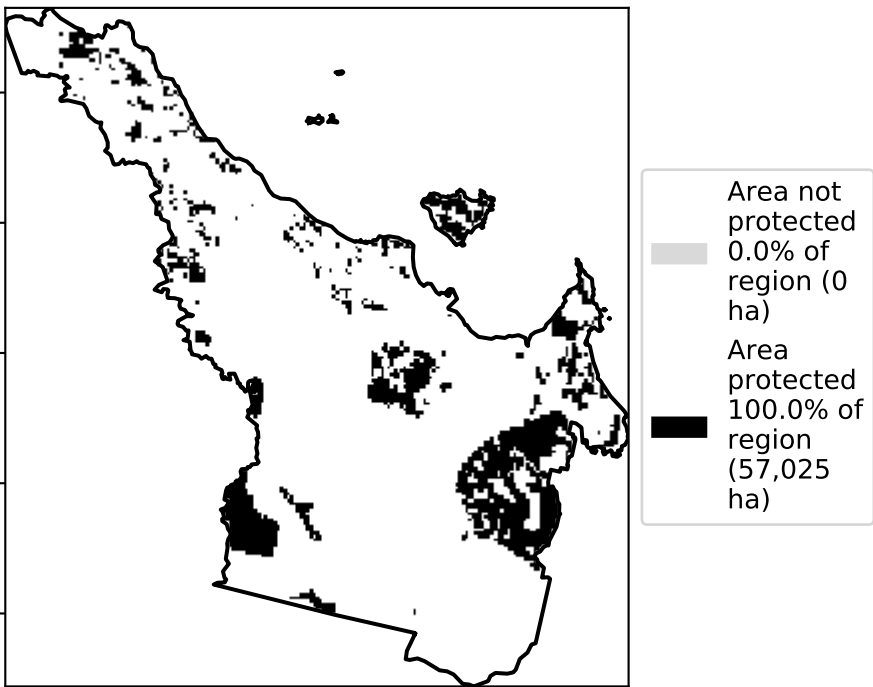 Area not
protected
0.0% of
region (0
ha)
Area
protected
100.0% of
region
(57,025
ha)